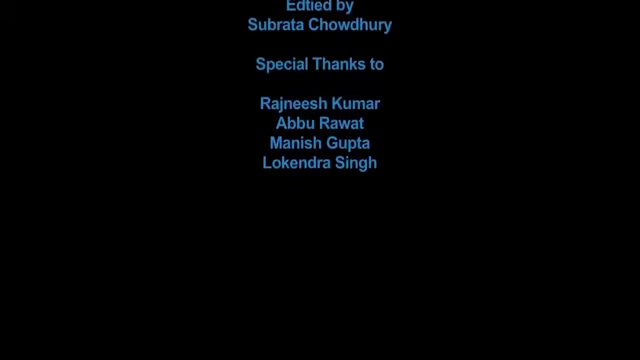 Edtied by
Subrata Chowdhury
Special Thanks to
Rajneesh Kumar
Abbu Rawat
Manish Gupta
Lokendra Singh